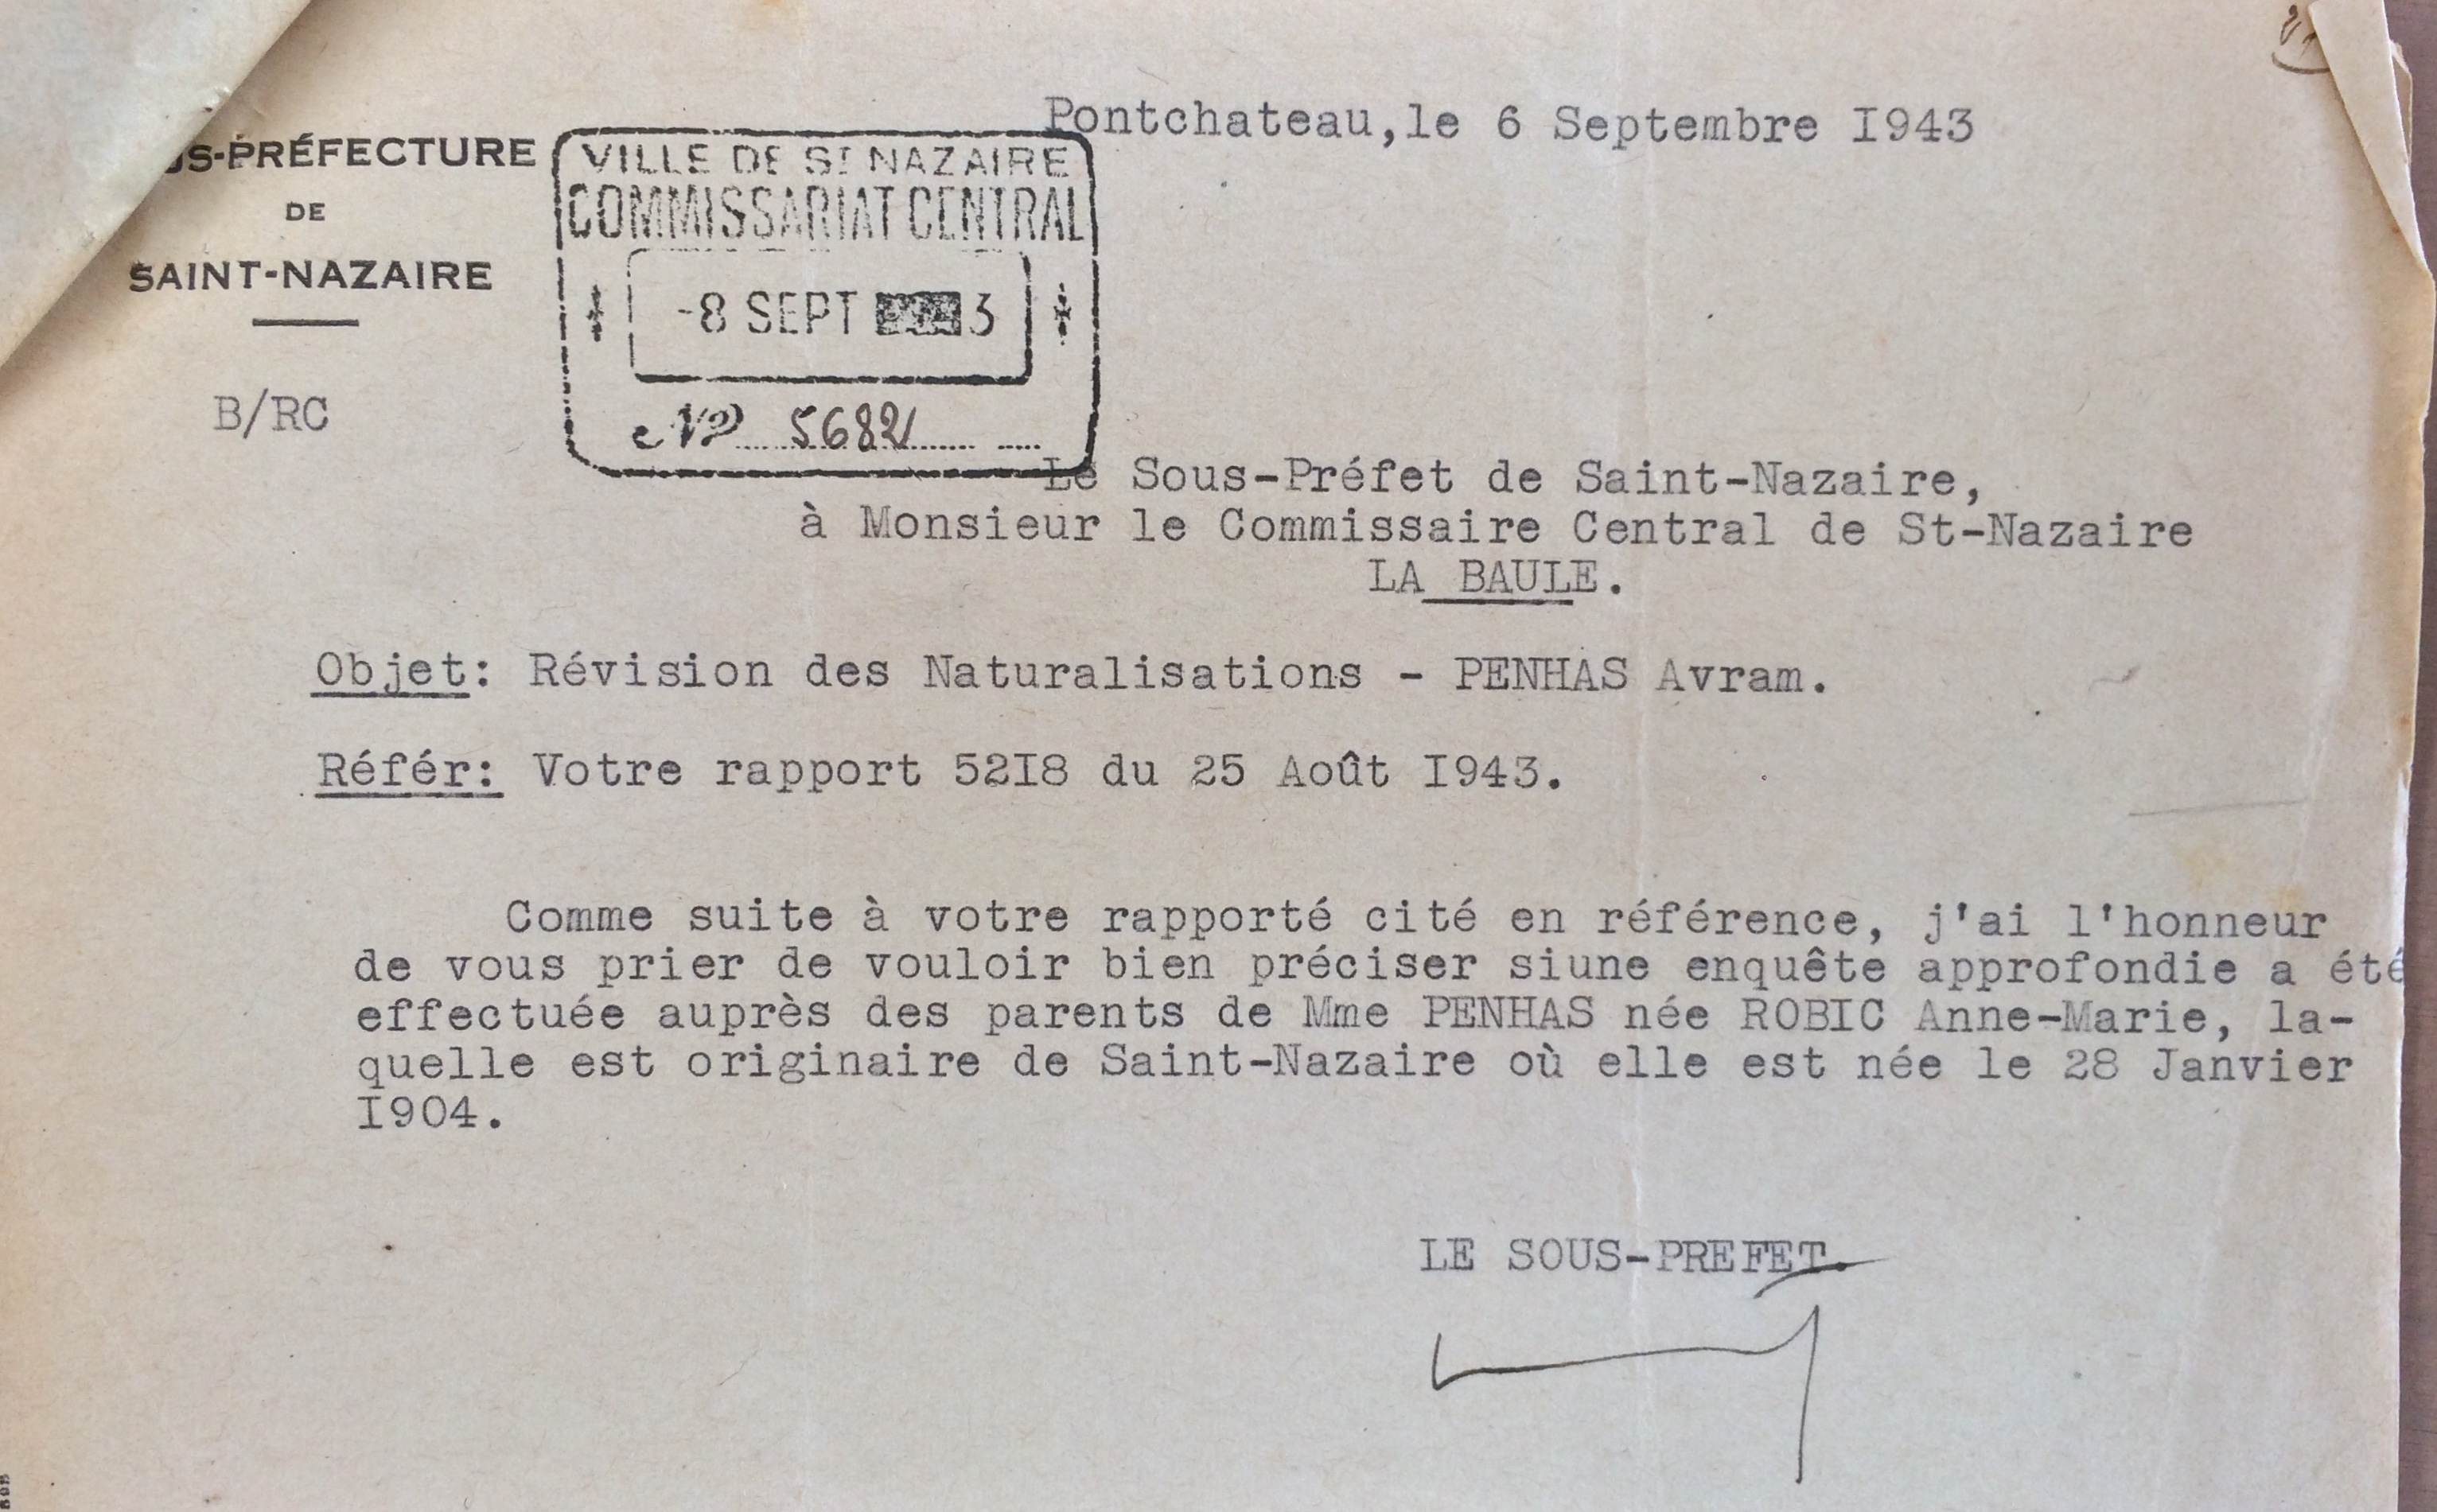 Pontchateau,le 6 Septembre I943
US-PRÉFECTURE
DE
SAINT-NAZAIRE
VILLE DE ST NAZAIRE
COMMISSARIAT CENTRAL
-8 SEPT 3
N° 5682
B/RC
Le Sous-Préfet de Saint-Nazaire,
à Monsieur le Commissaire Central de St-Nazaire
LA BAULE.
Objet: Révision des Naturalisations - PENHAS Avram.
Référ: Votre rapport 52I8 du 25 Août I943.
Comme suite à votre rapporté cité en référence, j'ai l'honneur
de vous prier de vouloir bien préciser siune enquête approfondie a été
effectuée auprès des parents de Mme PENHAS née ROBIC Anne-Marie, la-
quelle est originaire de Saint-Nazaire où elle est née le 28 Janvier
I904.
LE SOUS-PREFET.